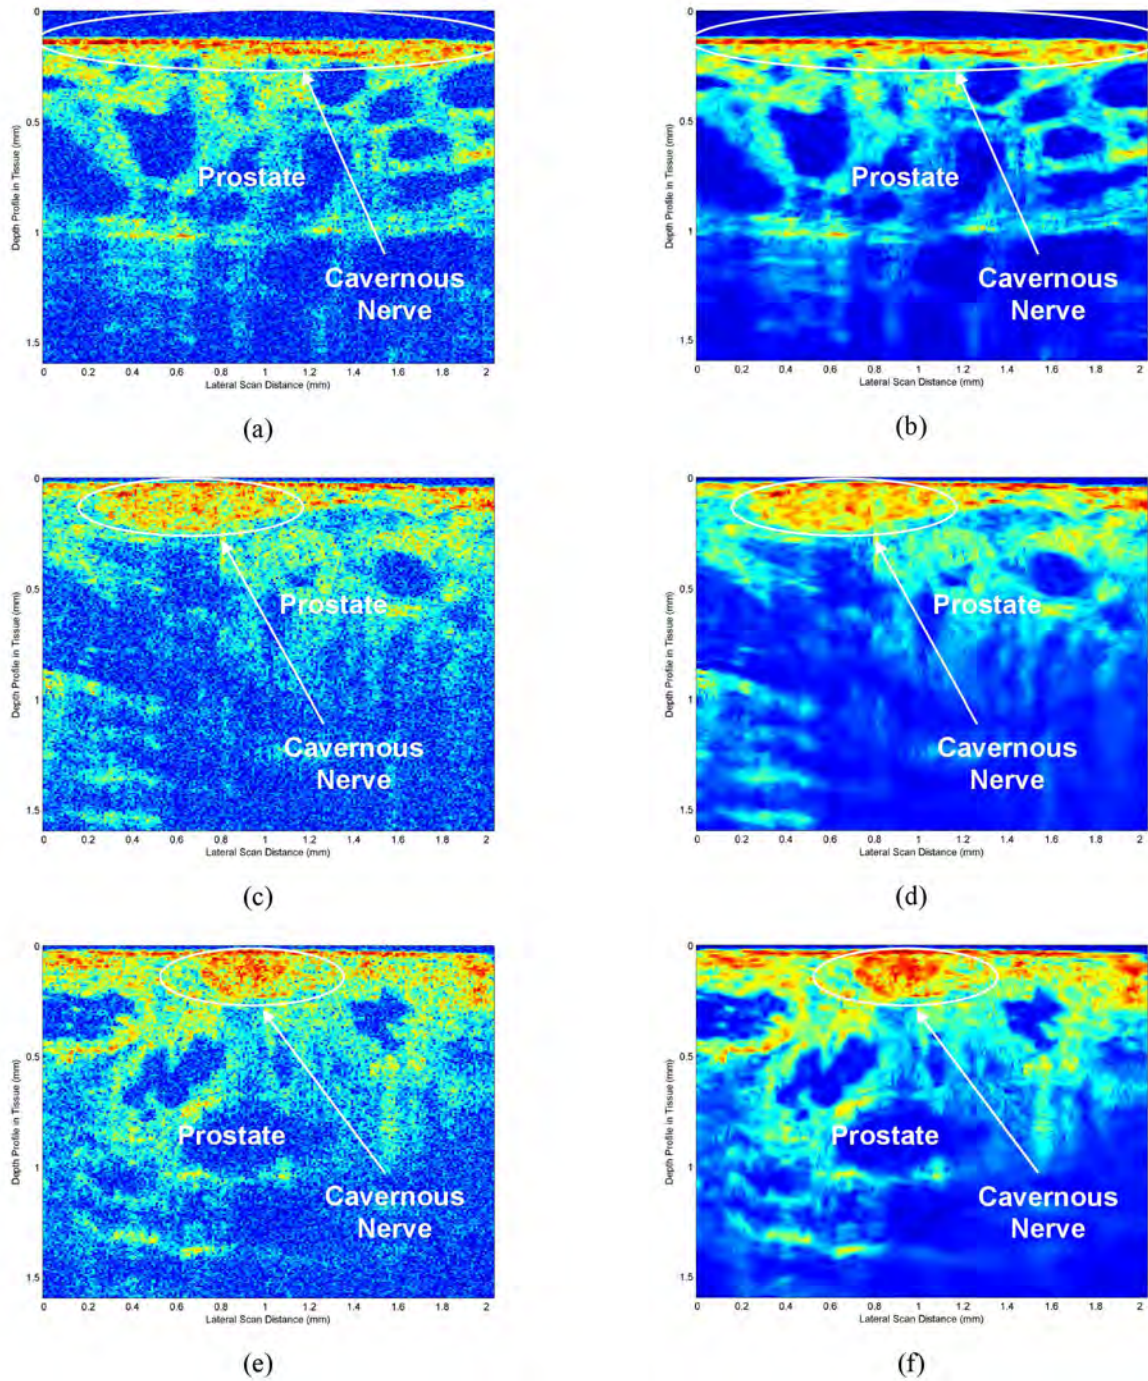 0
0.5
1
1.5
Depth Profile in Tissue (mm)
Prostate
Cavernous
Nerve
0 0.2 0.4 0.6 0.8 1 1.2 1.4 1.6 1.8 2
Lateral Scan Distance (mm)
(a)
0
0.5
1
1.5
Depth Profile in Tissue (mm)
Prostate
Cavernous
Nerve
0 0.2 0.4 0.6 0.8 1 1.2 1.4 1.6 1.8 2
Lateral Scan Distance (mm)
(b)
0
0.5
1
1.5
Depth Profile in Tissue (mm)
Prostate
Cavernous
Nerve
0 0.2 0.4 0.6 0.8 1 1.2 1.4 1.6 1.8 2
Lateral Scan Distance (mm)
(c)
0
0.5
1
1.5
Depth Profile in Tissue (mm)
Prostate
Cavernous
Nerve
0 0.2 0.4 0.6 0.8 1 1.2 1.4 1.6 1.8 2
Lateral Scan Distance (mm)
(d)
0
0.5
1
1.5
Depth Profile in Tissue (mm)
Prostate
Cavernous
Nerve
0 0.2 0.4 0.6 0.8 1 1.2 1.4 1.6 1.8 2
Lateral Scan Distance (mm)
(e)
0
0.5
1
1.5
Depth Profile in Tissue (mm)
Prostate
Cavernous
Nerve
0 0.2 0.4 0.6 0.8 1 1.2 1.4 1.6 1.8 2
Lateral Scan Distance (mm)
(f)